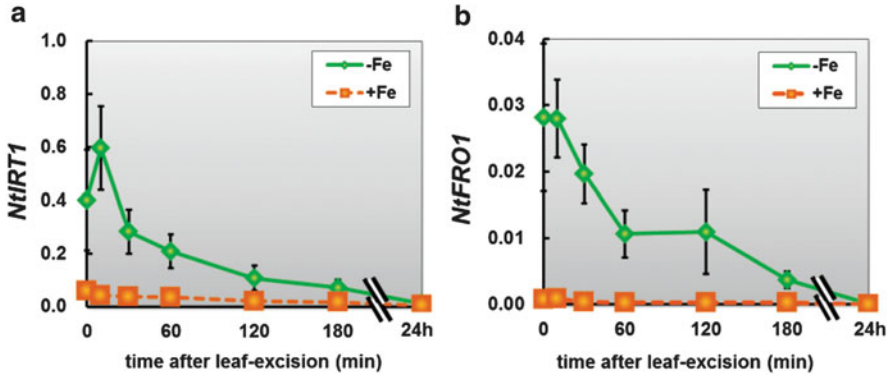 a
1.0
0.8
0.6
0.4
0.2
0.0
NtIRT1
-Fe
+Fe
0 60 120 180 24h
time after leaf-excision (min)
b
0.04
0.03
0.02
0.01
0.00
NtFRO1
-Fe
+Fe
0 60 120 180 24h
time after leaf-excision (min)